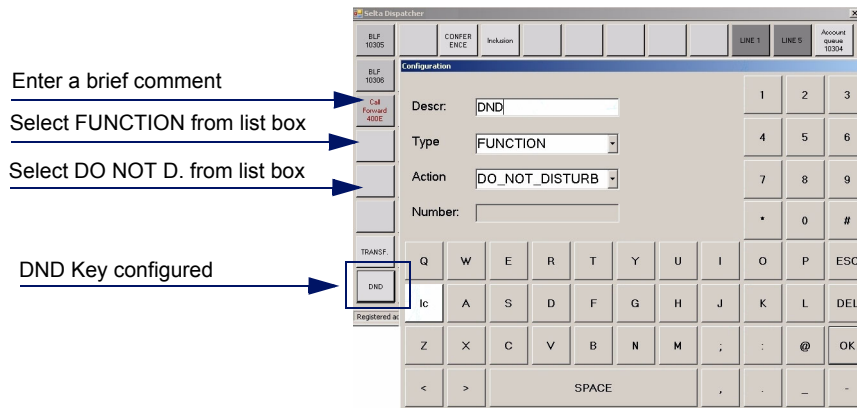 Selta Dispatcher
BLF 10305
CONFER ENCE
Inclusion
LINE 1
LINE 5
Account queue 10304
BLF 10306
Configuration
Enter a brief comment
Call Forward 400E
Descr:
DND
1 2 3
Select FUNCTION from list box
Type
FUNCTION
4 5 6
Select DO NOT D. from list box
Action
DO_NOT_DISTURB
7 8 9
Number:
* 0 #
TRANSF.
Q W E R T Y U I O P ESC
DND Key configured
DND
lc A S D F G H J K L DEL
Registered ac
Z X C V B N M ; : @ OK
< > SPACE , . _ -